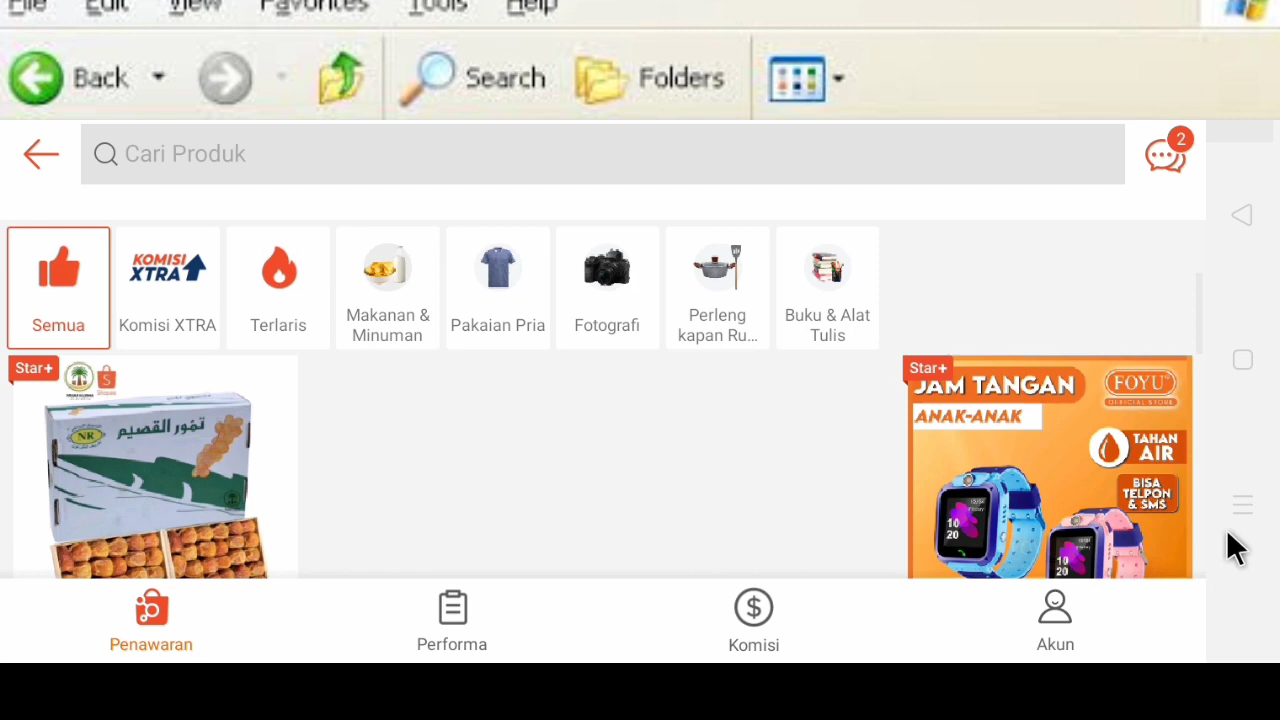 File Edit View Favorites Tools Help
Back Search Folders
Cari Produk
2
Semua
Komisi XTRA
Terlaris
Makanan &
Minuman
Pakaian Pria
Fotografi
Perleng
kapan Ru...
Buku & Alat
Tulis
KOMISI
XTRA
Star+
Shopee
NR
تمور القصيم
Star+
JAM TANGAN
ANAK-ANAK
FOYU
OFFICIAL STORE
TAHAN
AIR
BISA
TELPON
& SMS
10
20
10
20
Penawaran
Performa
Komisi
Akun